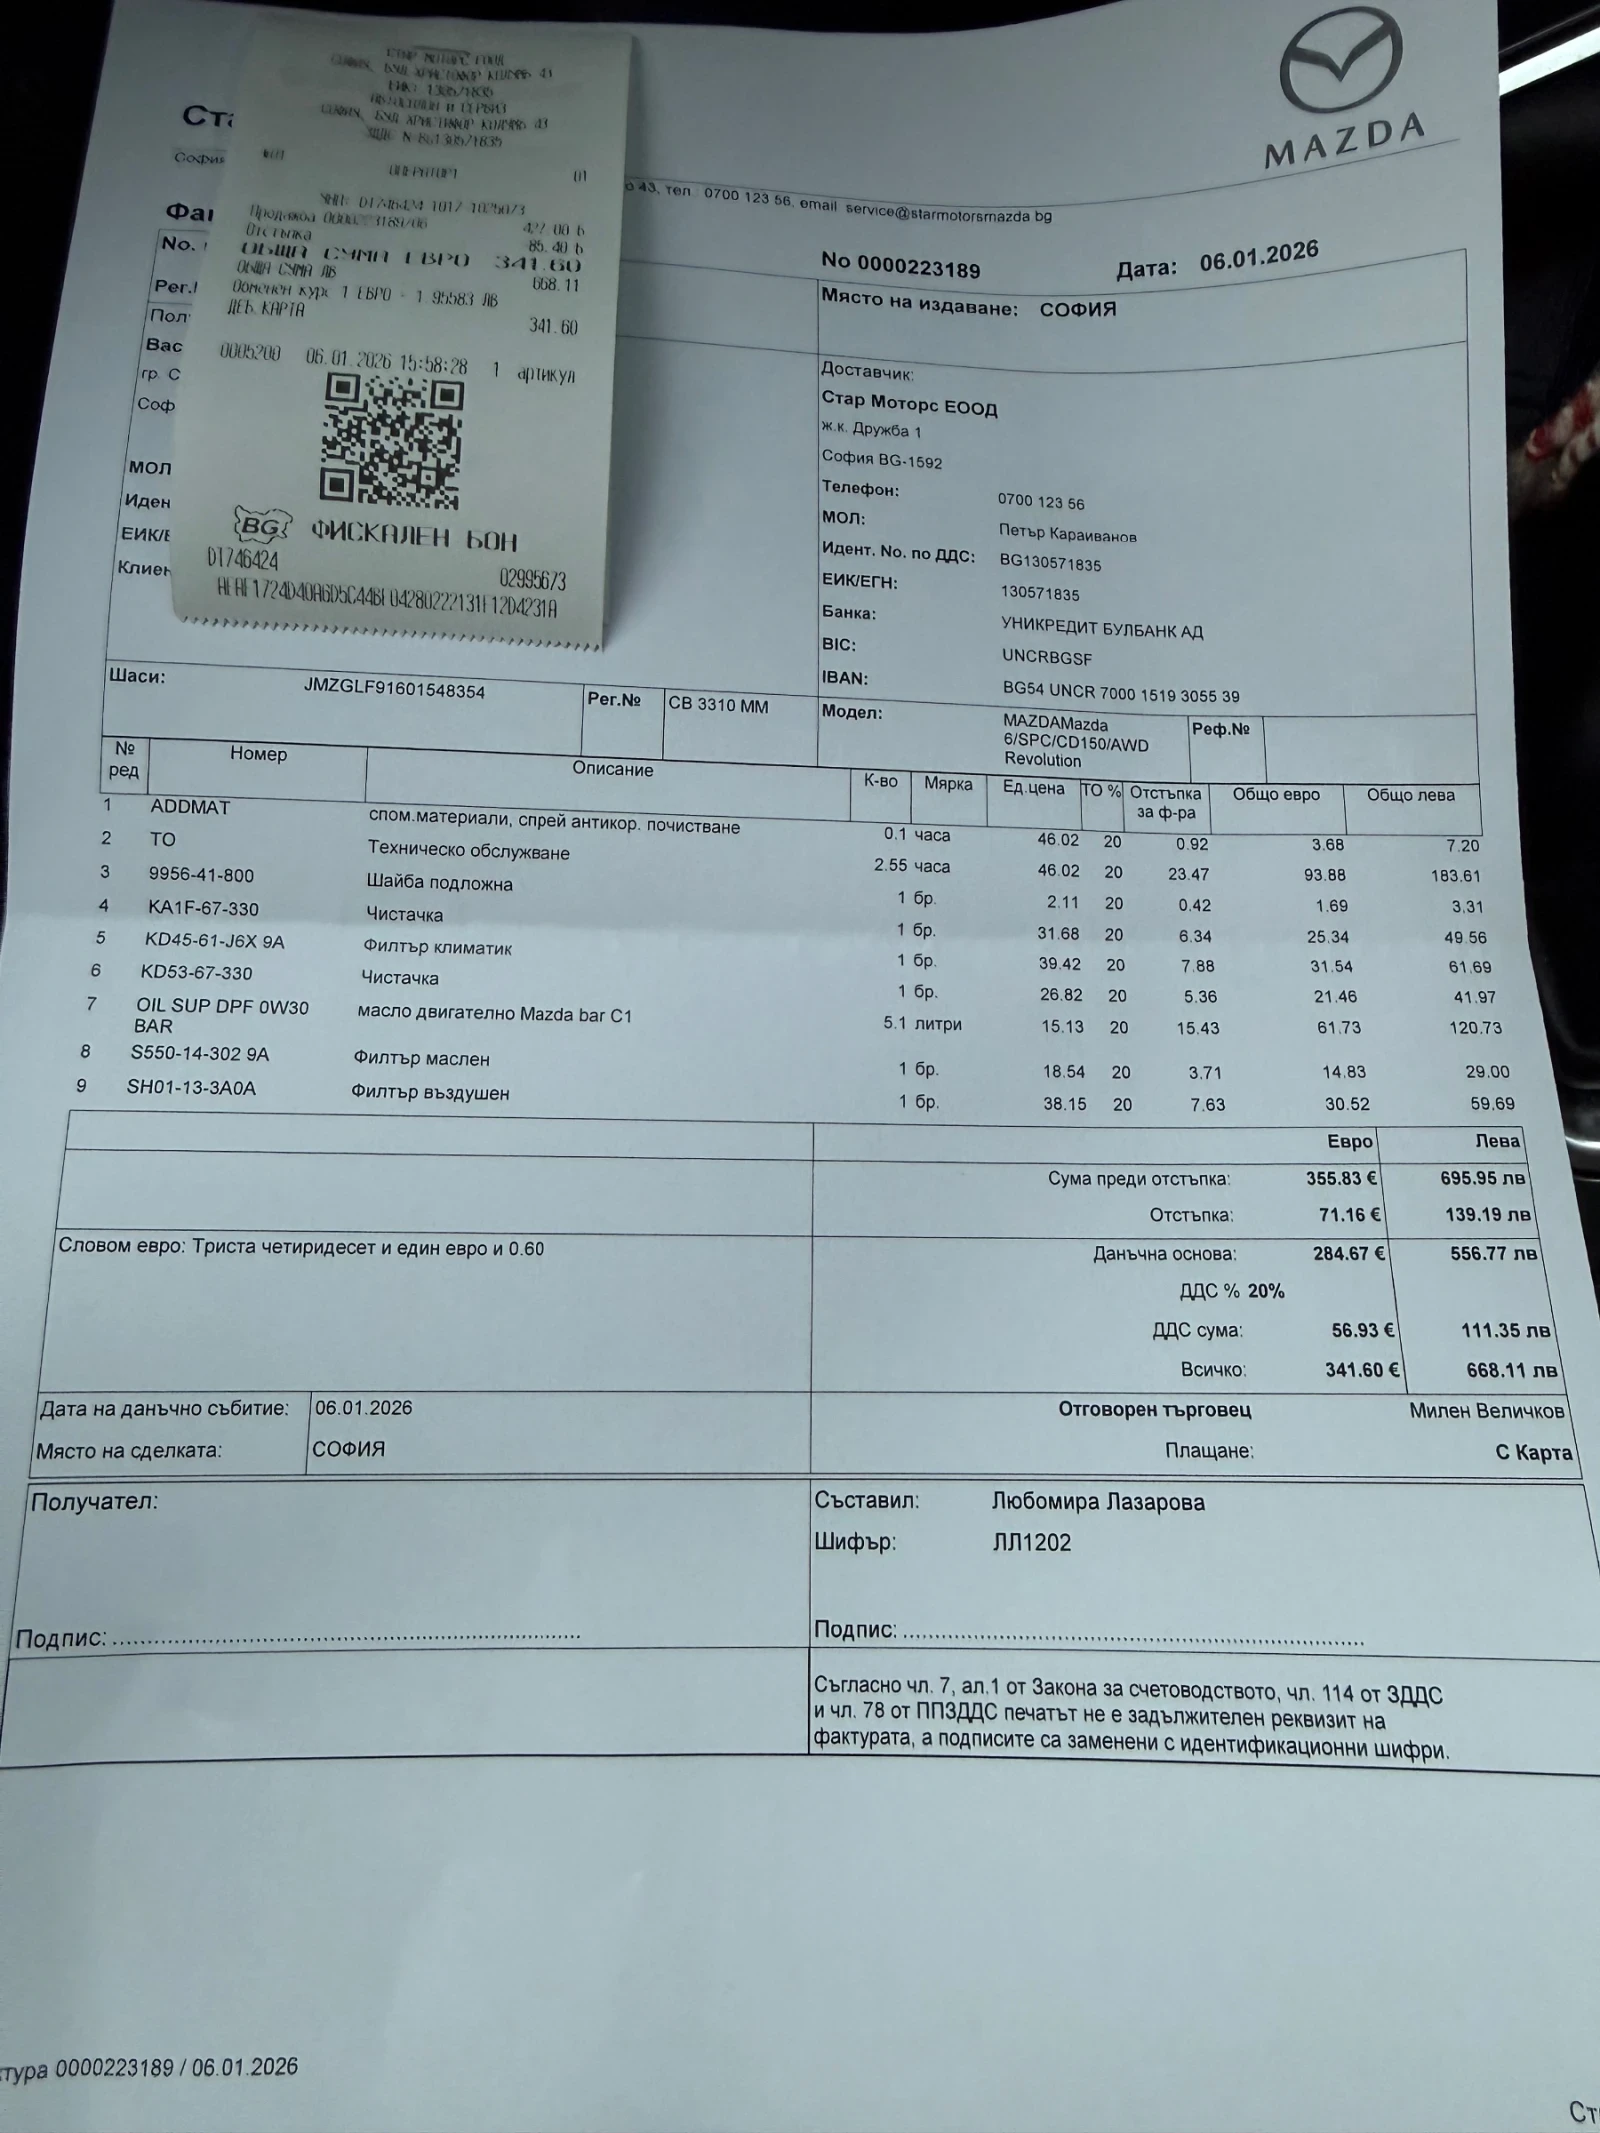 СОФИЯ, БУЛ ХРИСТОФОР КОЛУМБ 43
АВТОСАЛОН И СЕРВИЗ
СОФИЯ, БУЛ ХРИСТОФОР КОЛУМБ 43
ОПЕРАТОР1 01
Продажба 427.00 Б
Отстъпка 85.40 Б
ОБЩА СУМА ЕВРО 341.60
ОБЩА СУМА ЛВ 668.11
Обменен курс 1 ЕВРО = 1.95583 ЛВ
ДЕБ.КАРТА 341.60
0005200 06.01.2026 15:58:28 1 артикул
BG ФИСКАЛЕН БОН
DT746424 02995673
MAZDA
Ста
София
43, тел. 0700 123 56, email service@starmotorsmazda.bg
Фак
No.
Рег.
Пол
Вас
гр. С
Соф
МОЛ
Иден
ЕИК/Е
Клиен
No 0000223189 Дата: 06.01.2026
Място на издаване: СОФИЯ
Доставчик:
Стар Моторс ЕООД
ж.к. Дружба 1
София BG-1592
Телефон: 0700 123 56
МОЛ: Петър Караиванов
Идент. No. по ДДС: BG130571835
ЕИК/ЕГН: 130571835
Банка: УНИКРЕДИТ БУЛБАНК АД
BIC: UNCRBGSF
IBAN: BG54 UNCR 7000 1519 3055 39
Шаси: JMZGLF91601548354 Рег.№ CB 3310 MM Модел: MAZDAMazda
6/SPC/CD150/AWD
Revolution Реф.№
№
ред Номер Описание К-во Мярка Ед.цена ТО % Отстъпка
за ф-ра Общо евро Общо лева
1 ADDMAT спом.материали, спрей антикор. почистване 0.1 часа 46.02 20 0.92 3.68 7.20
2 ТО Техническо обслужване 2.55 часа 46.02 20 23.47 93.88 183.61
3 9956-41-800 Шайба подложна 1 бр. 2.11 20 0.42 1.69 3.31
4 KA1F-67-330 Чистачка 1 бр. 31.68 20 6.34 25.34 49.56
5 KD45-61-J6X 9A Филтър климатик 1 бр. 39.42 20 7.88 31.54 61.69
6 KD53-67-330 Чистачка 1 бр. 26.82 20 5.36 21.46 41.97
7 OIL SUP DPF 0W30 масло двигателно Mazda bar C1 5.1 литри 15.13 20 15.43 61.73 120.73
BAR
8 S550-14-302 9A Филтър маслен 1 бр. 18.54 20 3.71 14.83 29.00
9 SH01-13-3A0A Филтър въздушен 1 бр. 38.15 20 7.63 30.52 59.69
Евро Лева
Сума преди отстъпка: 355.83 € 695.95 лв
Отстъпка: 71.16 € 139.19 лв
Словом евро: Триста четиридесет и един евро и 0.60
Данъчна основа: 284.67 € 556.77 лв
ДДС % 20%
ДДС сума: 56.93 € 111.35 лв
Всичко: 341.60 € 668.11 лв
Дата на данъчно събитие: 06.01.2026 Отговорен търговец Милен Величков
Място на сделката: СОФИЯ Плащане: С Карта
Получател: Съставил: Любомира Лазарова
Шифър: ЛЛ1202
Подпис: Подпис:
Съгласно чл. 7, ал.1 от Закона за счетоводството, чл. 114 от ЗДДС
и чл. 78 от ППЗДДС печатът не е задължителен реквизит на
фактурата, а подписите са заменени с идентификационни шифри.
тура 0000223189 / 06.01.2026
Ст